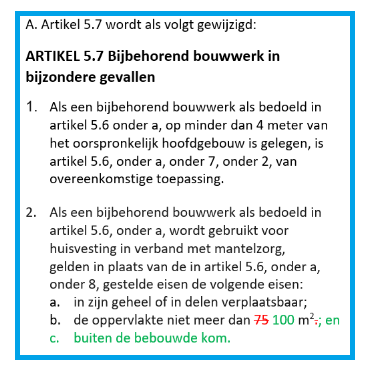 A. Artikel 5.7 wordt als volgt gewijzigd:
ARTIKEL 5.7 Bijbehorend bouwwerk in
bijzondere gevallen
1. Als een bijbehorend bouwwerk als bedoeld in
artikel 5.6 onder a, op minder dan 4 meter van
het oorspronkelijk hoofdgebouw is gelegen, is
artikel 5.6, onder a, onder 7, onder 2, van
overeenkomstige toepassing.
2. Als een bijbehorend bouwwerk als bedoeld in
artikel 5.6, onder a, wordt gebruikt voor
huisvesting in verband met mantelzorg,
gelden in plaats van de in artikel 5.6, onder a,
onder 8, gestelde eisen de volgende eisen:
a. in zijn geheel of in delen verplaatsbaar;
b. de oppervlakte niet meer dan 75 100 m².; en
c. buiten de bebouwde kom.